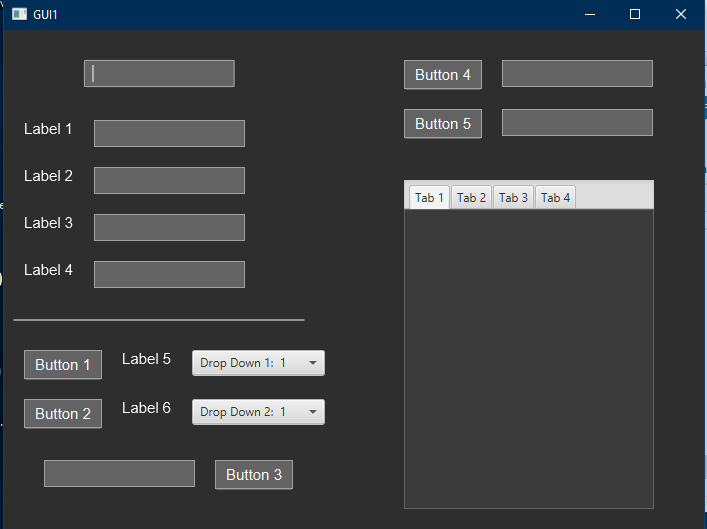 GUI1
Button 4
Button 5
Label 1
Label 2
Label 3
Label 4
Tab 1 Tab 2 Tab 3 Tab 4
Button 1 Label 5 Drop Down 1: 1
Button 2 Label 6 Drop Down 2: 1
Button 3